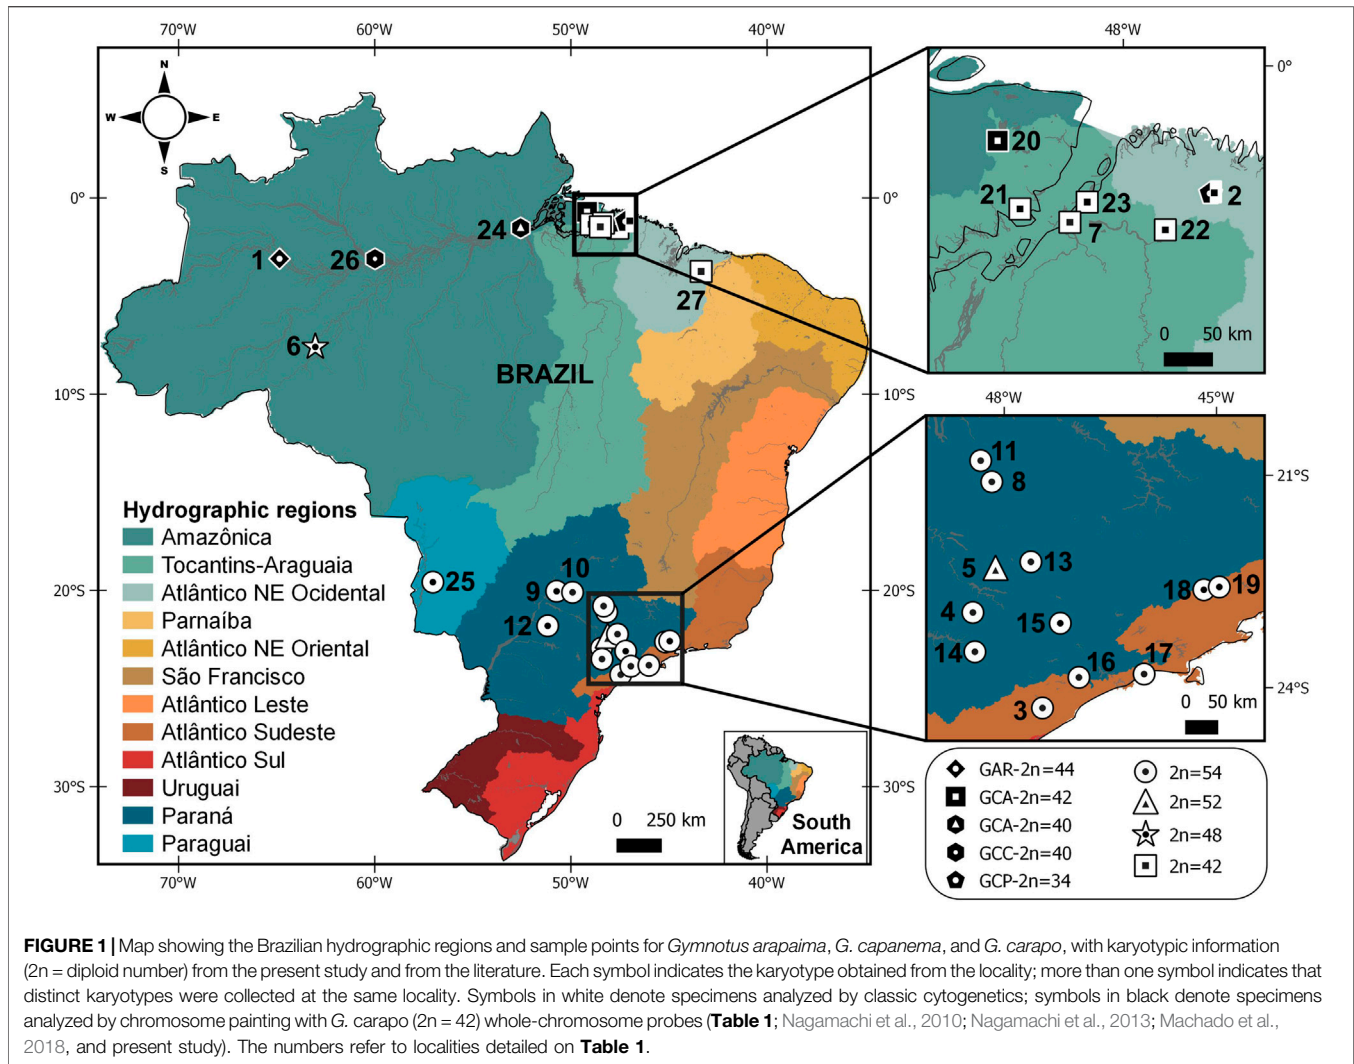 70°W 60°W 50°W 40°W
48°W
N
W E
S
0°
0°
20
21
23
2
7
22
24
1
26
27
6
0 50 km
BRAZIL
10°S
10°S
48°W 45°W
11
8
21°S
Hydrographic regions
Amazônica
Tocantins-Araguaia
Atlântico NE Ocidental
Parnaíba
Atlântico NE Oriental
São Francisco
Atlântico Leste
Atlântico Sudeste
Atlântico Sul
Uruguai
Paraná
Paraguai
25
9
10
12
20°S
20°S
5
13
18
19
4
15
14
16
17
24°S
3
0 50 km
30°S
30°S
0 250 km
South
America
GAR-2n=44
GCA-2n=42
GCA-2n=40
GCC-2n=40
GCP-2n=34
2n=54
2n=52
2n=48
2n=42
70°W 60°W 50°W 40°W
FIGURE 1 | Map showing the Brazilian hydrographic regions and sample points for Gymnotus arapaima, G. capanema, and G. carapo, with karyotypic information
(2n = diploid number) from the present study and from the literature. Each symbol indicates the karyotype obtained from the locality; more than one symbol indicates that
distinct karyotypes were collected at the same locality. Symbols in white denote specimens analyzed by classic cytogenetics; symbols in black denote specimens
analyzed by chromosome painting with G. carapo (2n = 42) whole-chromosome probes (Table 1; Nagamachi et al., 2010; Nagamachi et al., 2013; Machado et al.,
2018, and present study). The numbers refer to localities detailed on Table 1.